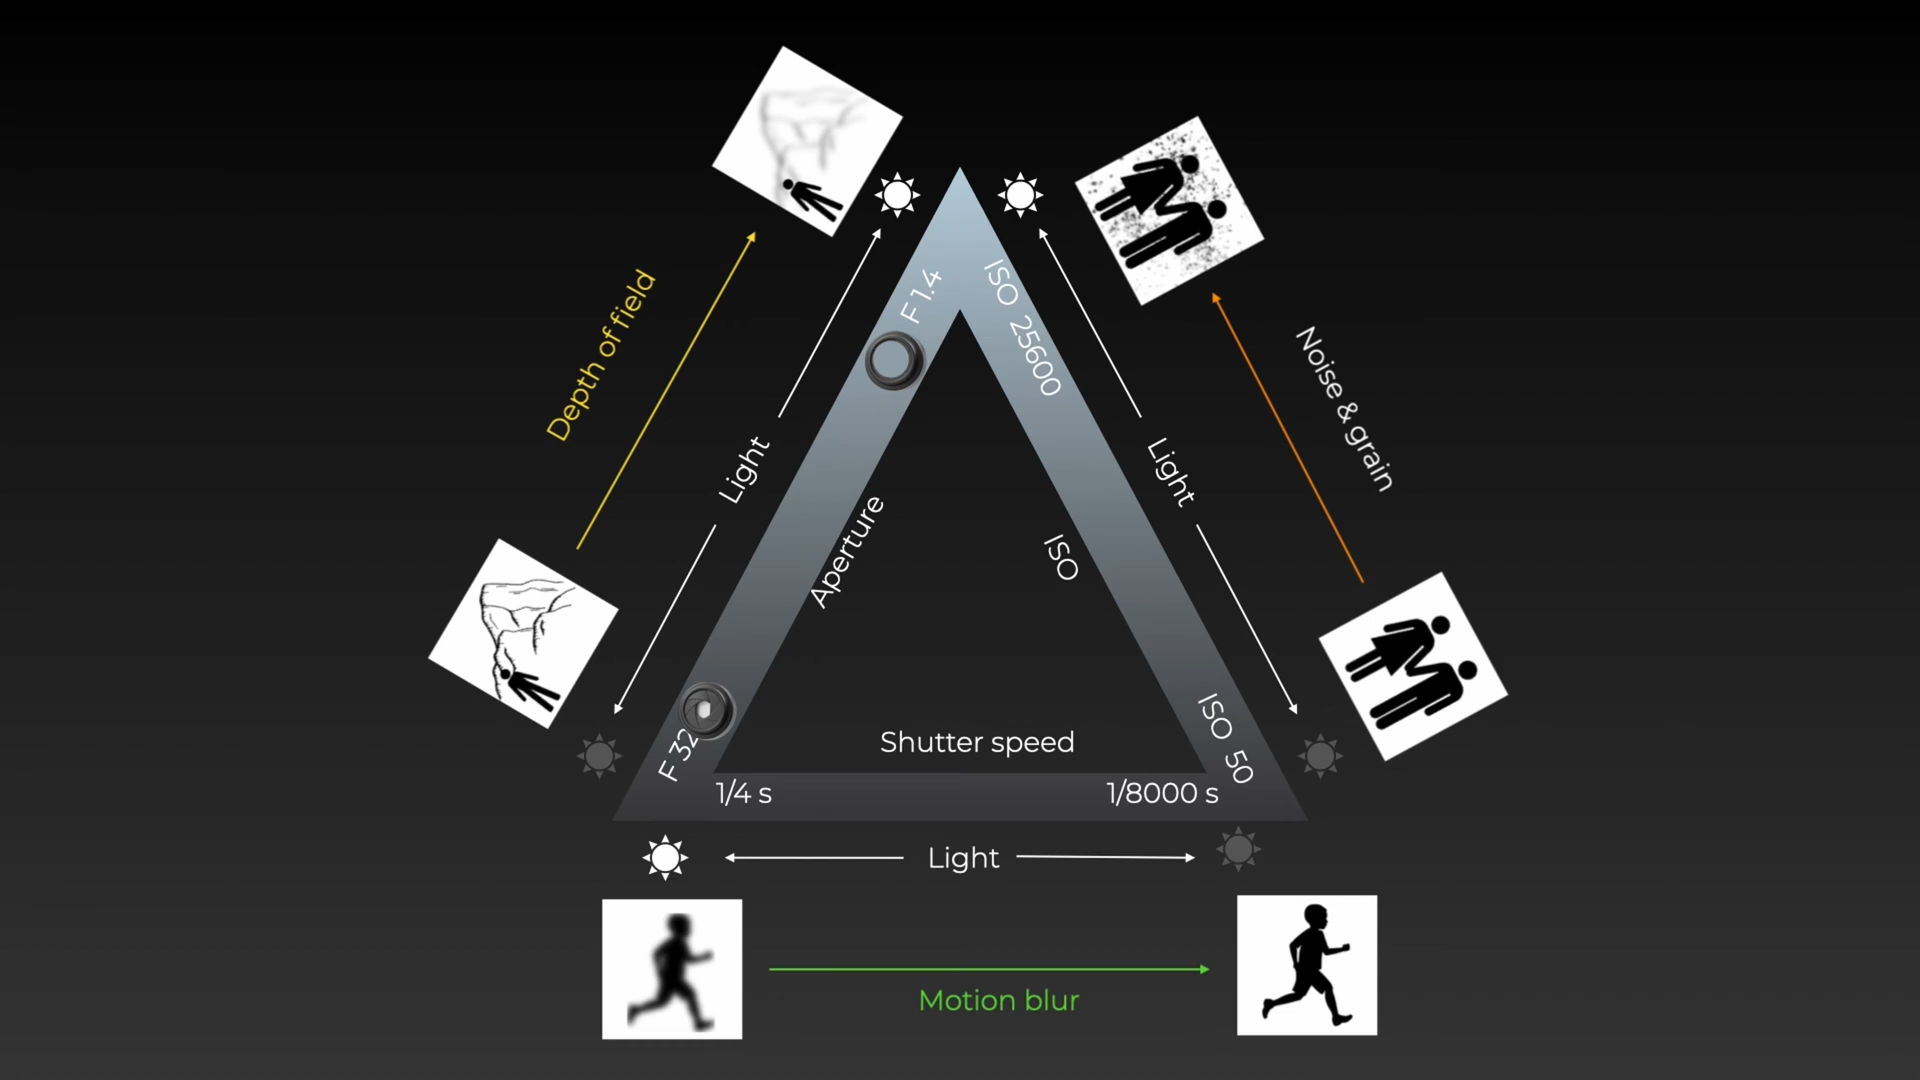 Depth of field
Light
F 1.4
Aperture
F 32
ISO 25600
ISO
ISO 50
Light
Noise & grain
Shutter speed
1/4 s
1/8000 s
Light
Motion blur